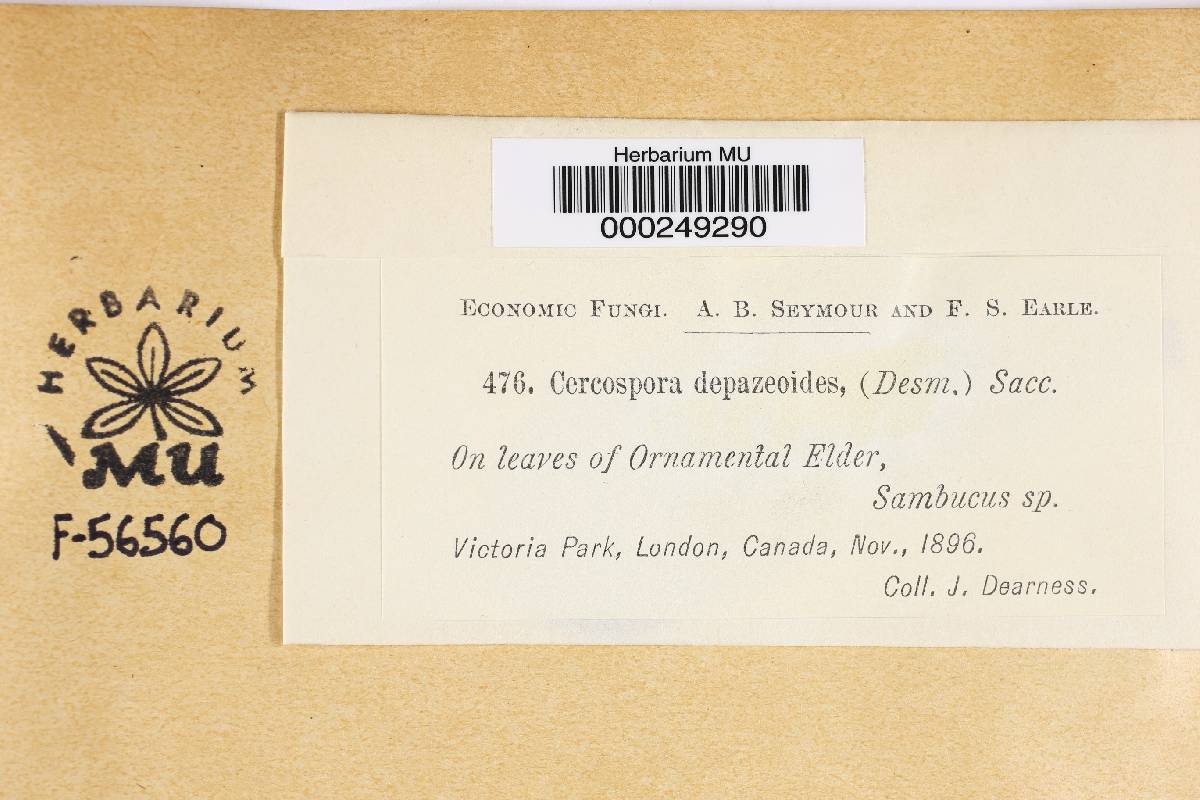 Herbarium MU
000249290
HERBARIUM
MU
F-56560
ECONOMIC FUNGI. A. B. SEYMOUR AND F. S. EARLE.
476. Cercospora depazeoides, (Desm.) Sacc.
On leaves of Ornamental Elder,
Sambucus sp.
Victoria Park, London, Canada, Nov., 1896.
Coll. J. Dearness.